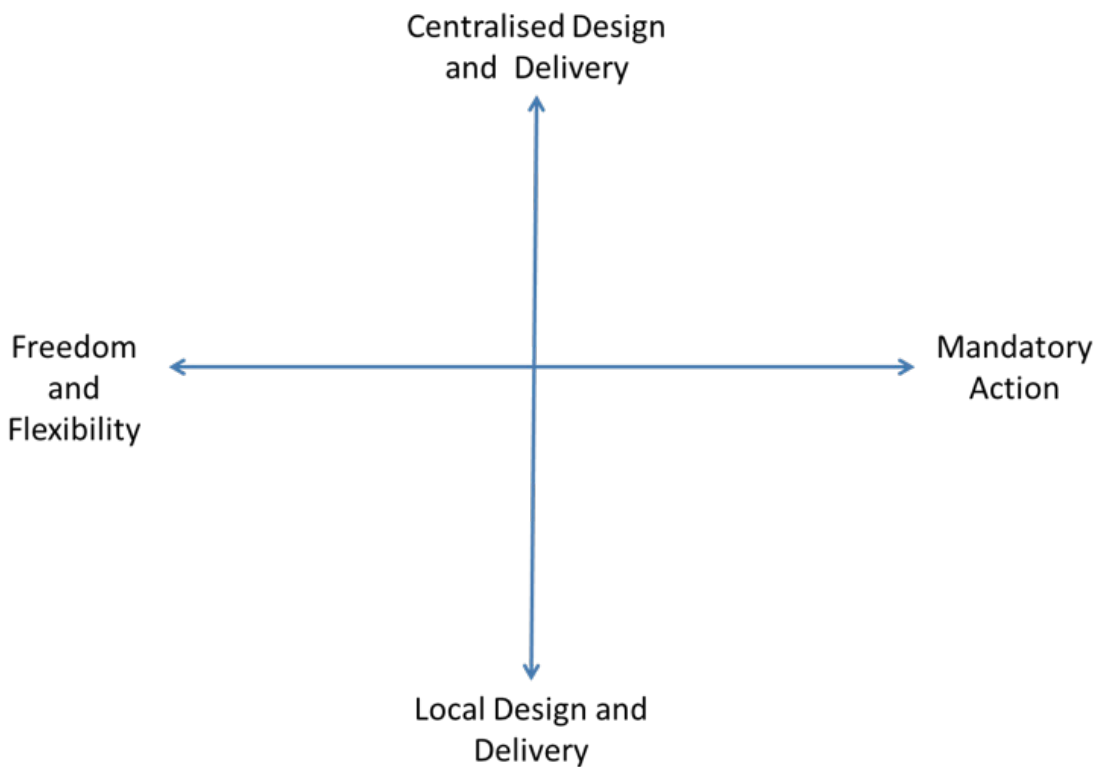 Centralised Design
and Delivery
Freedom
and
Flexibility
Mandatory
Action
Local Design and
Delivery